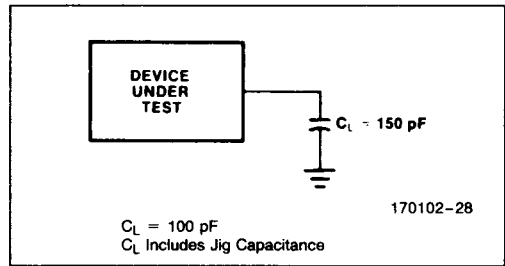 DEVICE
UNDER
TEST
CL = 150 pF
170102-28
CL = 100 pF
CL Includes Jig Capacitance